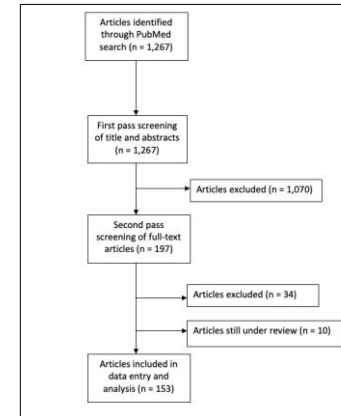 Articles identified
through PubMed
search (n = 1,267)
First pass screening
of title and abstracts
(n = 1,267)
Articles excluded (n = 1,070)
Second pass
screening of full-text
articles (n = 197)
Articles excluded (n = 34)
Articles still under review (n = 10)
Articles included in
data entry and
analysis (n = 153)